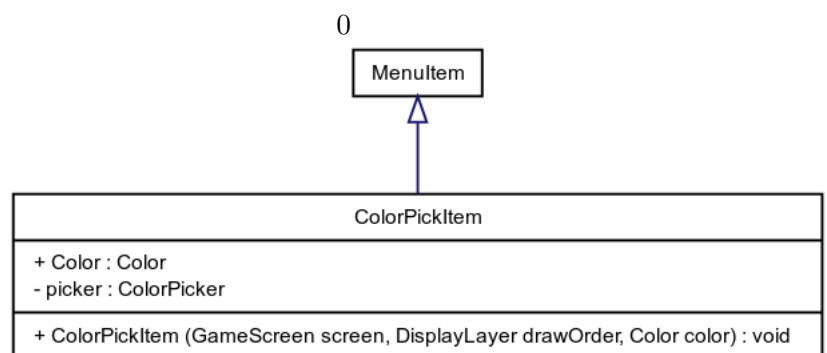 0
MenuItem
ColorPickItem
+ Color : Color
- picker : ColorPicker
+ ColorPickItem (GameScreen screen, DisplayLayer drawOrder, Color color) : void